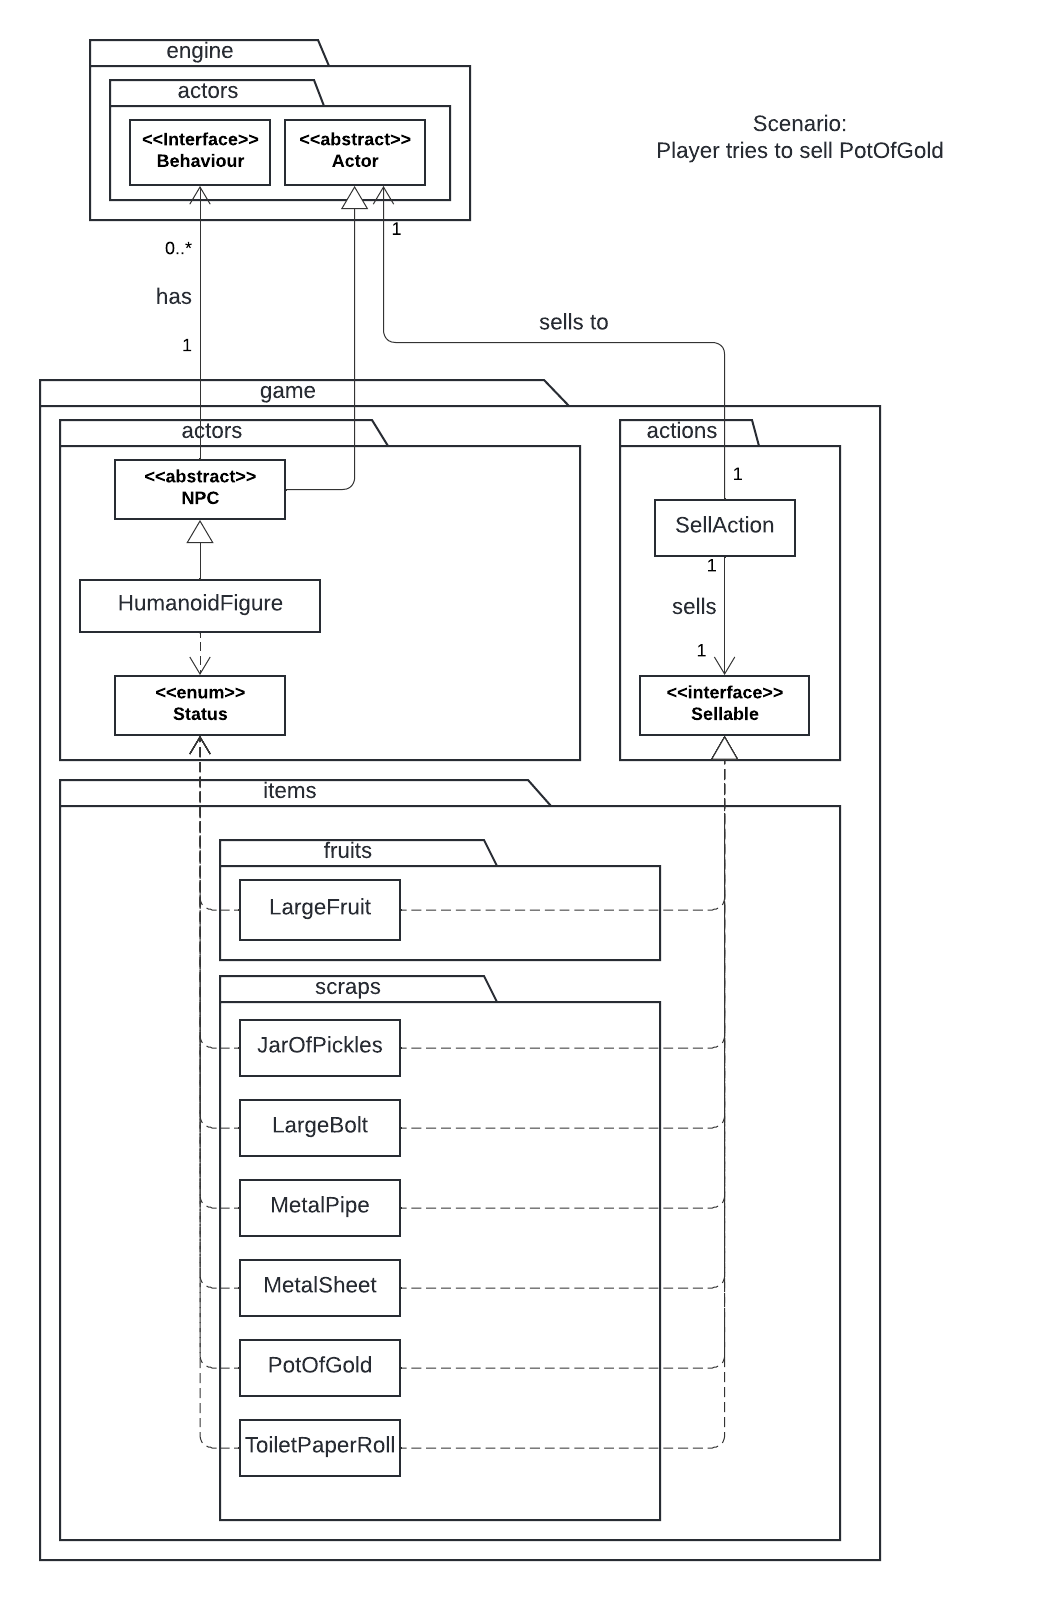 engine
actors
<<Interface>>
Behaviour
<<abstract>>
Actor
Scenario:
Player tries to sell PotOfGold
1
0..*
has
1
sells to
game
actors
actions
<<abstract>>
NPC
1
SellAction
1
sells
1
HumanoidFigure
<<enum>>
Status
<<interface>>
Sellable
items
fruits
LargeFruit
scraps
JarOfPickles
LargeBolt
MetalPipe
MetalSheet
PotOfGold
ToiletPaperRoll